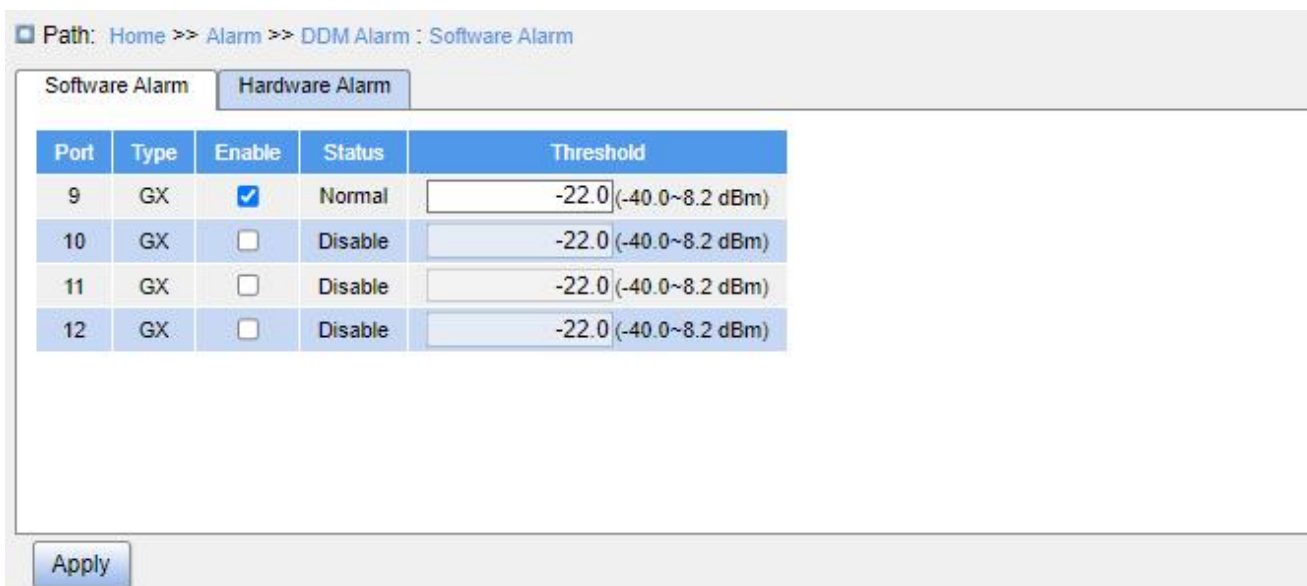 Path: Home >> Alarm >> DDM Alarm : Software Alarm
Software Alarm Hardware Alarm
Port Type Enable Status Threshold
9 GX Normal -22.0 (-40.0~8.2 dBm)
10 GX Disable -22.0 (-40.0~8.2 dBm)
11 GX Disable -22.0 (-40.0~8.2 dBm)
12 GX Disable -22.0 (-40.0~8.2 dBm)
Apply